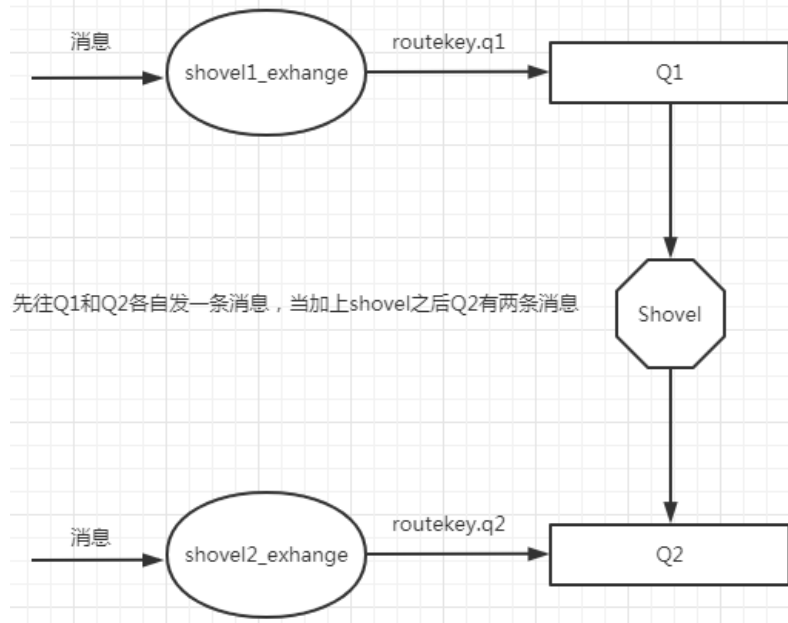 消息
shovel1_exhange
routekey.q1
Q1
先往Q1和Q2各自发一条消息，当加上shovel之后Q2有两条消息
Shovel
消息
shovel2_exhange
routekey.q2
Q2